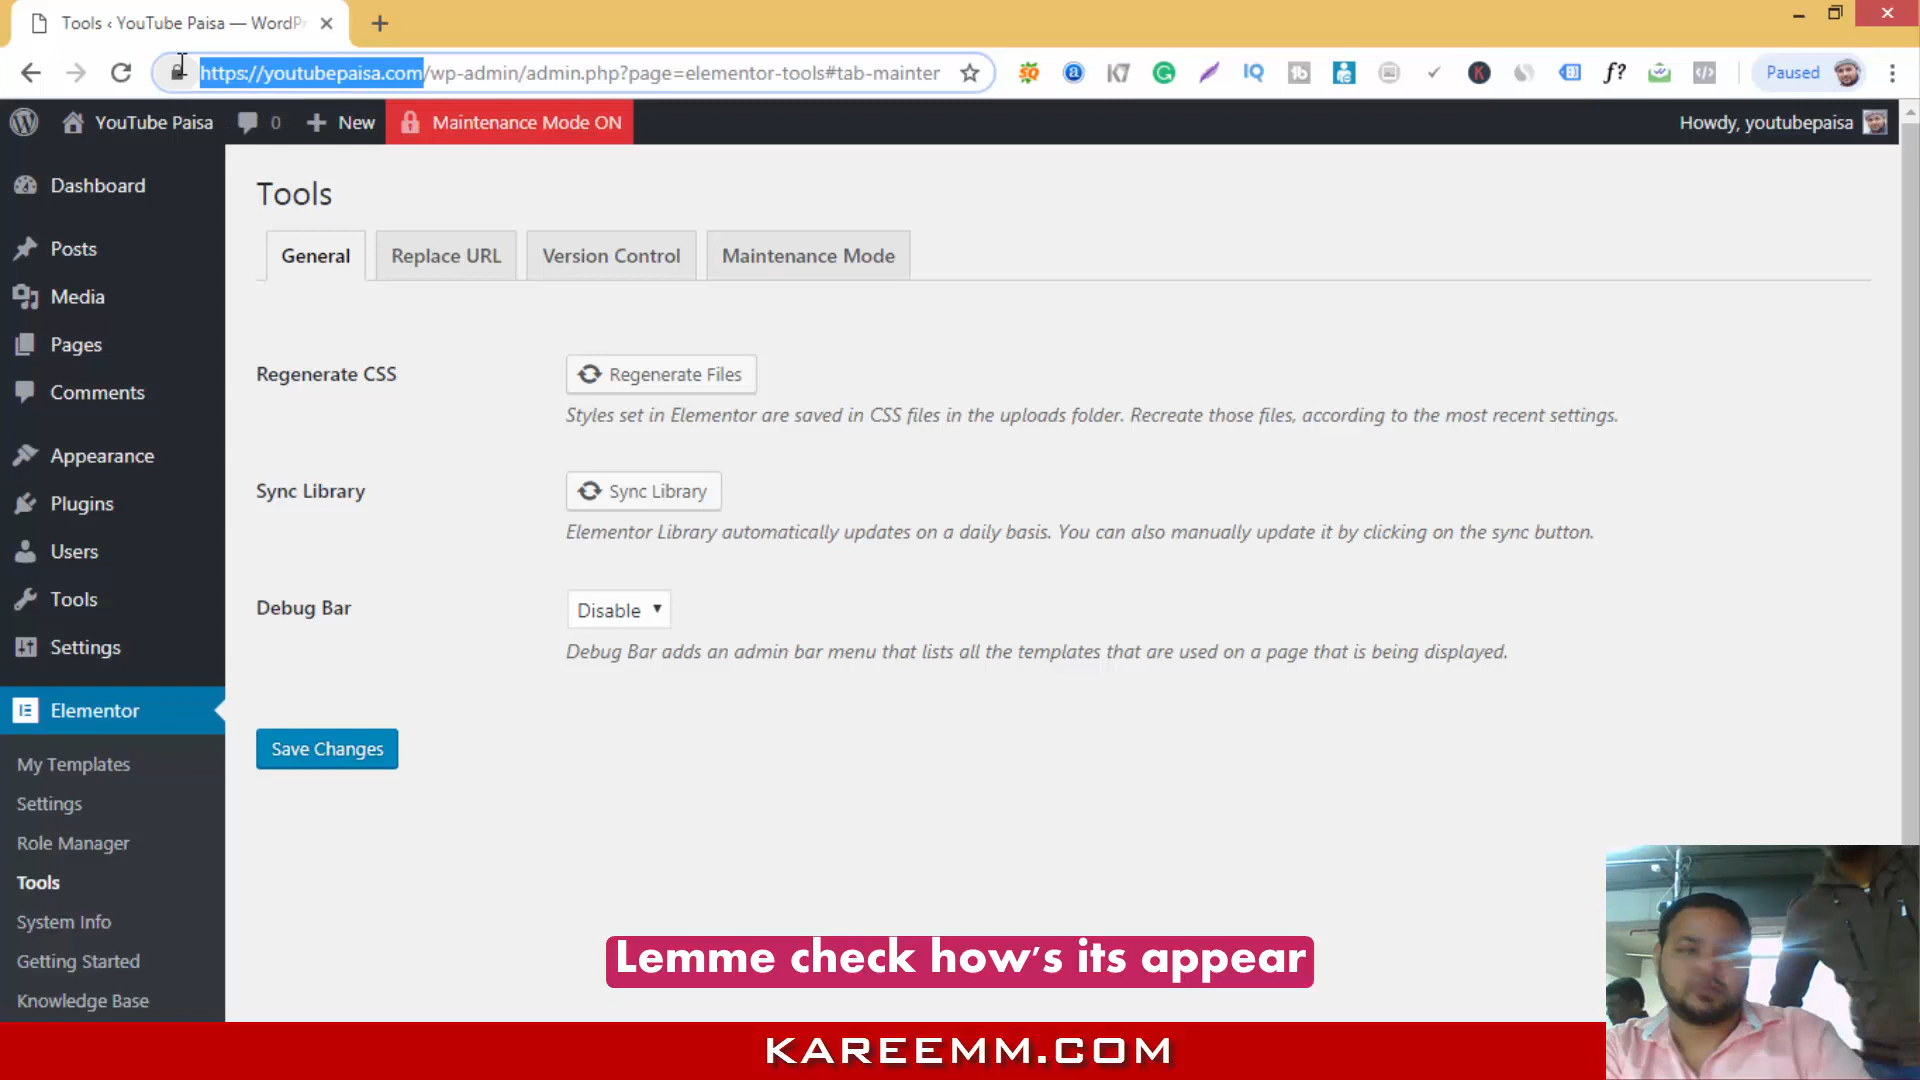 Tools ‹ YouTube Paisa — WordPr
https://youtubepaisa.com/wp-admin/admin.php?page=elementor-tools#tab-mainter
Paused
YouTube Paisa
0
New
Maintenance Mode ON
Howdy, youtubepaisa
Dashboard
Posts
Media
Pages
Comments
Appearance
Plugins
Users
Tools
Settings
Elementor
My Templates
Settings
Role Manager
Tools
System Info
Getting Started
Knowledge Base
Tools
General
Replace URL
Version Control
Maintenance Mode
Regenerate CSS
Regenerate Files
Styles set in Elementor are saved in CSS files in the uploads folder. Recreate those files, according to the most recent settings.
Sync Library
Sync Library
Elementor Library automatically updates on a daily basis. You can also manually update it by clicking on the sync button.
Debug Bar
Disable
Debug Bar adds an admin bar menu that lists all the templates that are used on a page that is being displayed.
Save Changes
Lemme check how's its appear
KAREEMM.COM